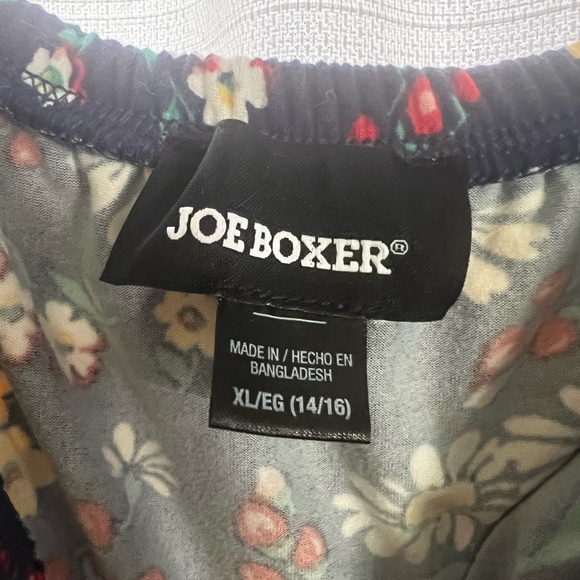 JOE BOXER®
MADE IN / HECHO EN
BANGLADESH
XL/EG (14/16)